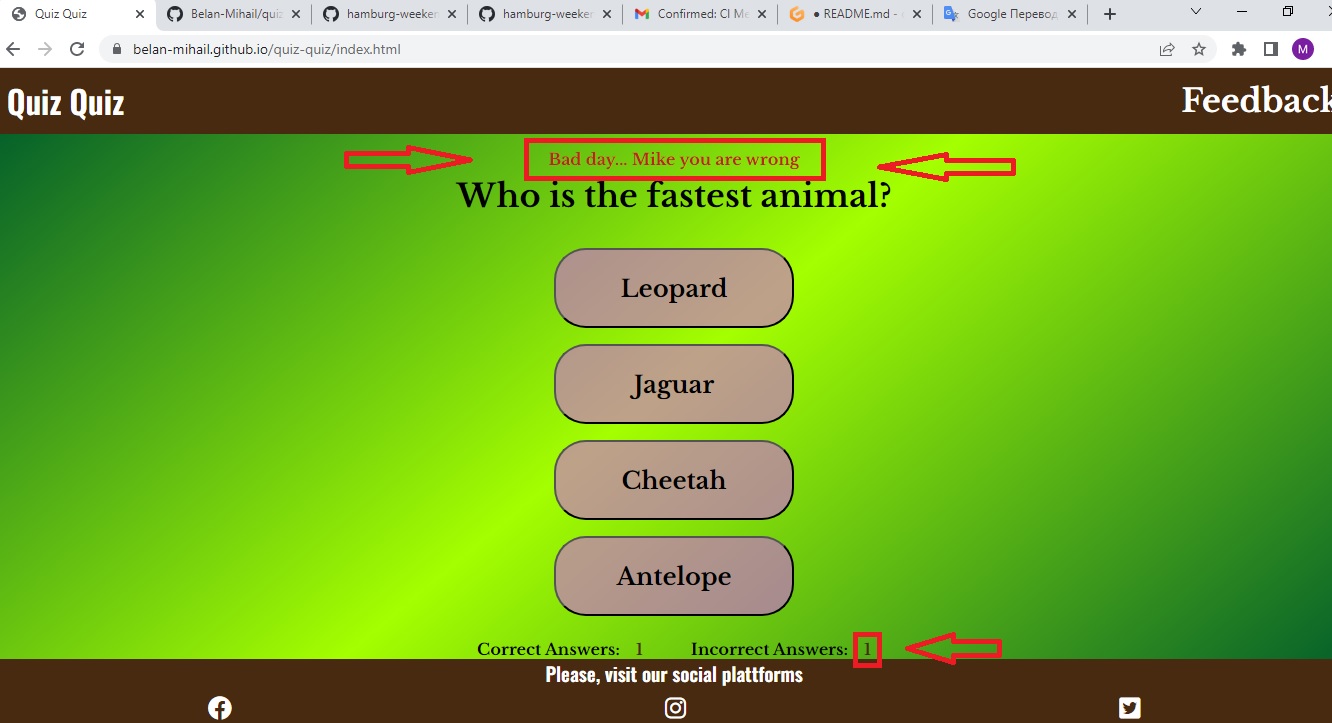 Quiz Quiz
Belan-Mihail/quiz
hamburg-weeken
hamburg-weeken
Confirmed: CI Me
● README.md -
Google Перевод
belan-mihail.github.io/quiz-quiz/index.html
M
Quiz Quiz
Feedback
Bad day... Mike you are wrong
Who is the fastest animal?
Leopard
Jaguar
Cheetah
Antelope
Correct Answers: 1 Incorrect Answers: 1
Please, visit our social plattforms